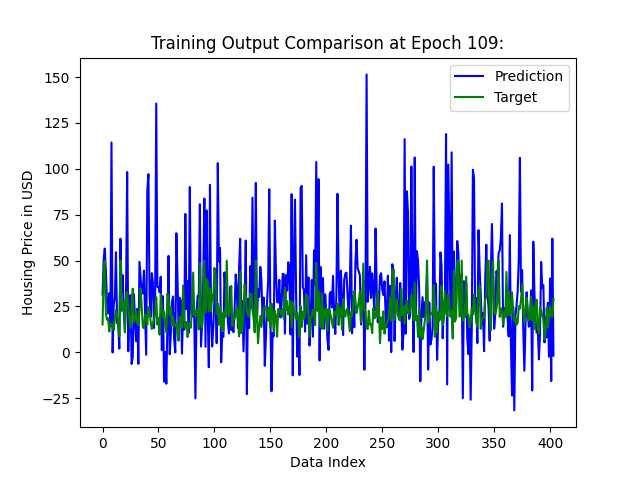 Training Output Comparison at Epoch 109:
Prediction
Target
Housing Price in USD
150
125
100
75
50
25
0
−25
0 50 100 150 200 250 300 350 400
Data Index